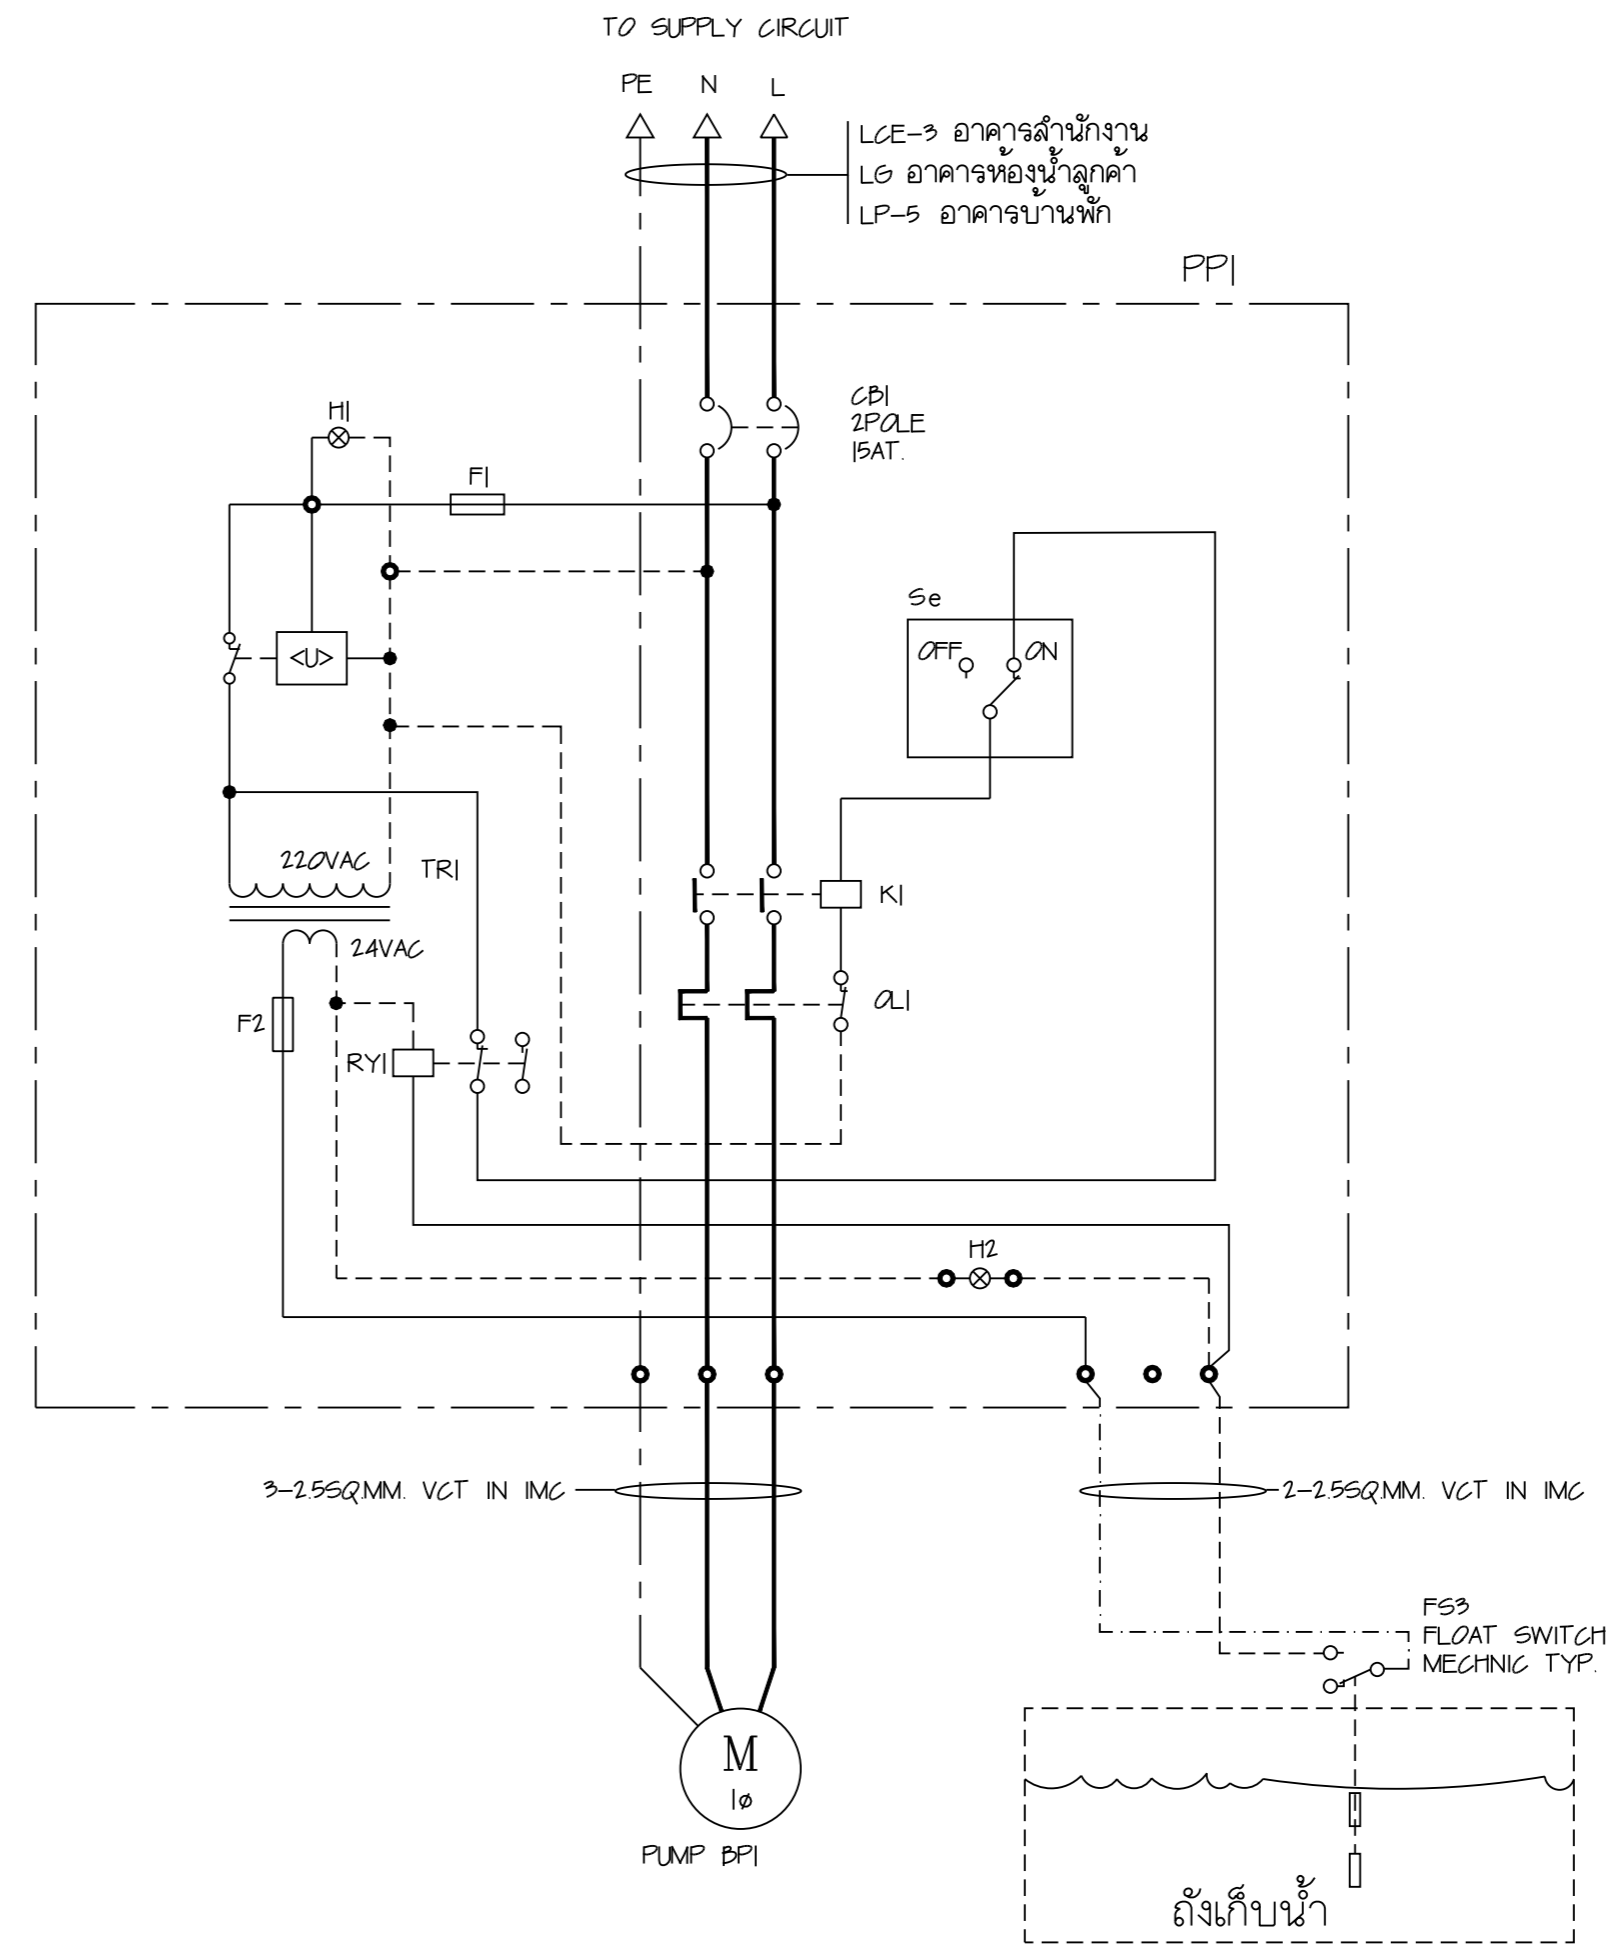 TO SUPPLY CIRCUIT
PE N L
LCE-3 อาคารสำนักงาน
LG อาคารห้องน้ำลูกค้า
LP-5 อาคารบ้านพัก
PP1
CB1
2POLE
15AT.
H1
F1
Se
OFF ON
<U>
220VAC TR1
K1
24VAC
OL1
F2
RY1
H2
3-2.5SQ.MM. VCT IN IMC
2-2.5SQ.MM. VCT IN IMC
FS3
FLOAT SWITCH
MECHNIC TYP.
M
1ø
PUMP BP1
ถังเก็บน้ำ